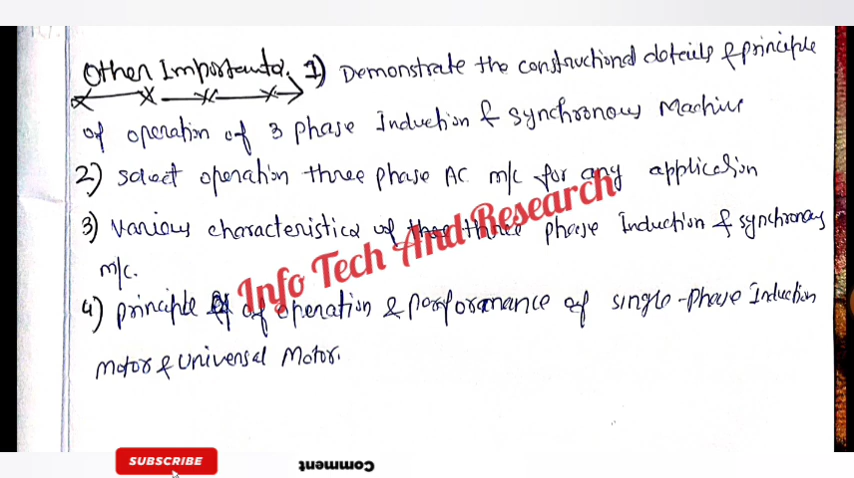 Other Important Q. 1) Demonstrate the constructional details & principle
of operation of 3 phase Induction & synchronous Machine
2) Select operation three phase AC m/c for any application
3) Various characteristics of three phase Induction & synchronous
m/c.
4) principle of operation & performance of single-phase Induction
Motor & Universal Motor.
Info Tech And Research
SUBSCRIBE
Comment